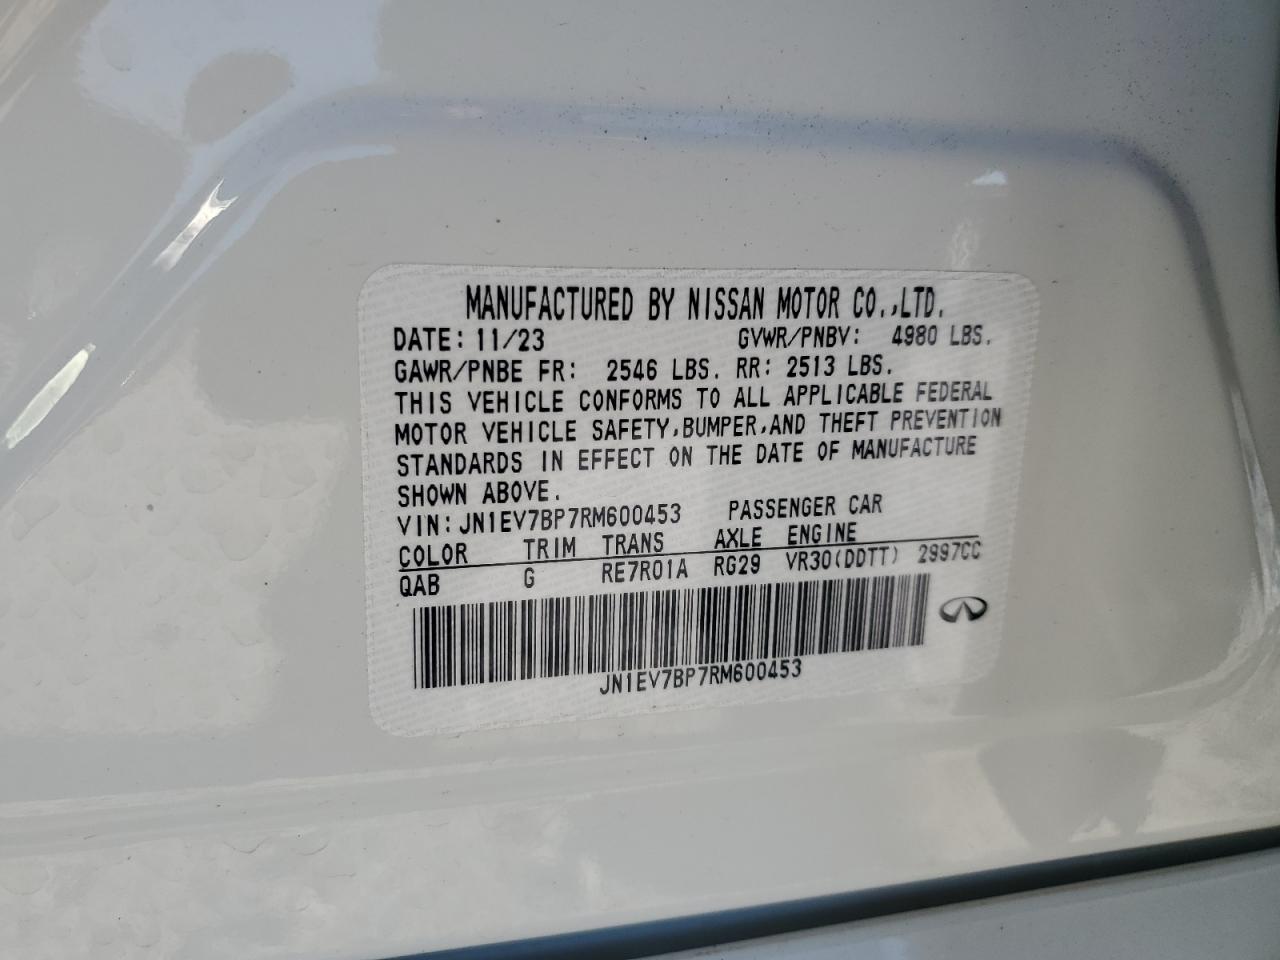 MANUFACTURED BY NISSAN MOTOR CO.,LTD.
DATE: 11/23 GVWR/PNBV: 4980 LBS.
GAWR/PNBE FR: 2546 LBS. RR: 2513 LBS.
THIS VEHICLE CONFORMS TO ALL APPLICABLE FEDERAL
MOTOR VEHICLE SAFETY,BUMPER,AND THEFT PREVENTION
STANDARDS IN EFFECT ON THE DATE OF MANUFACTURE
SHOWN ABOVE.
VIN: JN1EV7BP7RM600453 PASSENGER CAR
COLOR TRIM TRANS AXLE ENGINE
QAB G RE7R01A RG29 VR30(DDTT) 2997CC
JN1EV7BP7RM600453